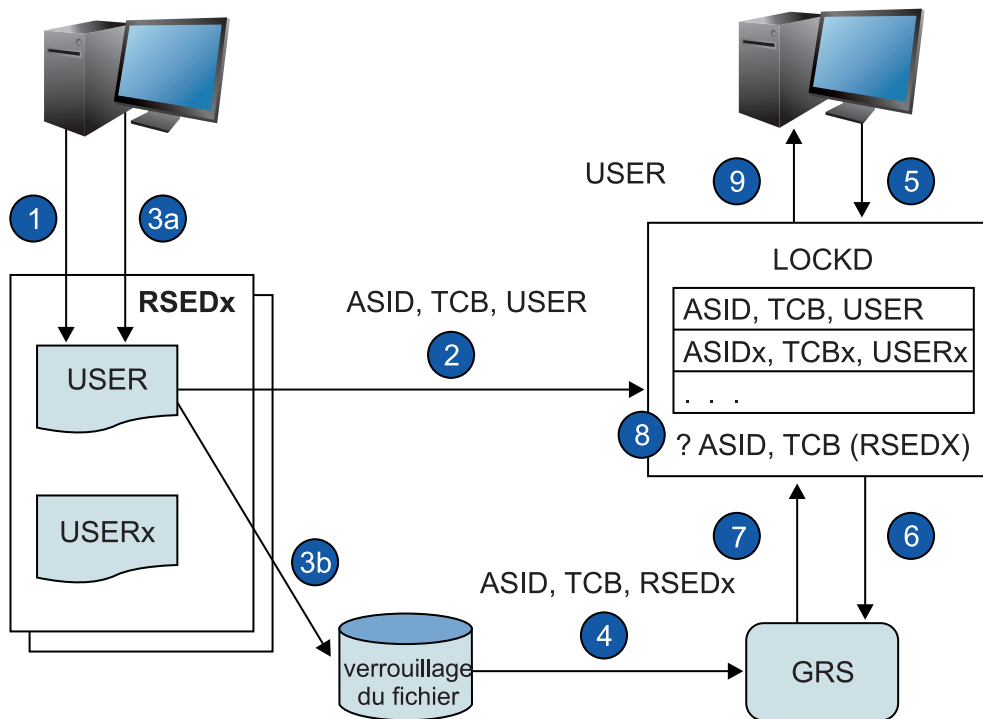 1
3a
RSEDx
USER
USERx
ASID, TCB, USER
2
3b
verrouillage
du fichier
ASID, TCB, RSEDx
4
USER
9
5
LOCKD
ASID, TCB, USER
ASIDx, TCBx, USERx
. . .
8
? ASID, TCB (RSEDX)
7
6
GRS